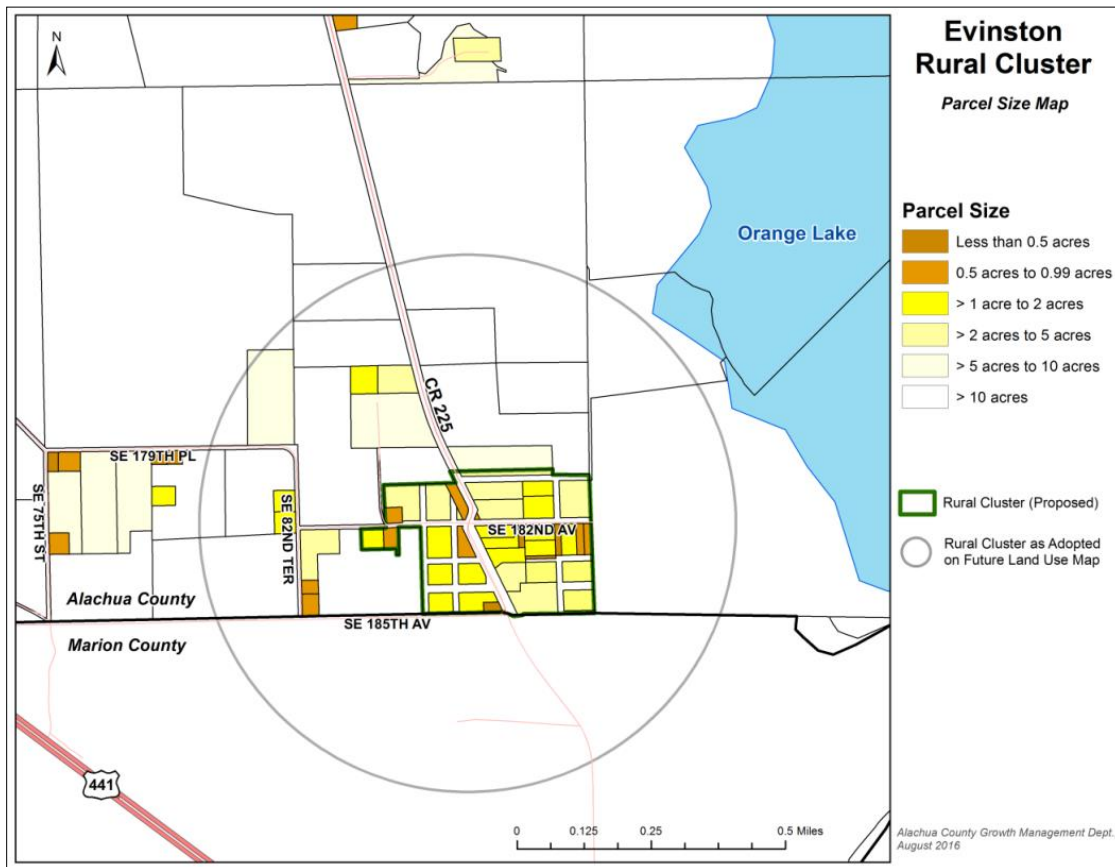 Evinston
Rural Cluster
Parcel Size Map
N
Parcel Size
Less than 0.5 acres
0.5 acres to 0.99 acres
> 1 acre to 2 acres
> 2 acres to 5 acres
> 5 acres to 10 acres
> 10 acres
Rural Cluster (Proposed)
Rural Cluster as Adopted
on Future Land Use Map
Orange Lake
CR 225
SE 179TH PL
SE 75TH ST
SE 82ND TER
SE 182ND AV
Alachua County
SE 185TH AV
Marion County
441
0 0.125 0.25 0.5 Miles
Alachua County Growth Management Dept.
August 2016